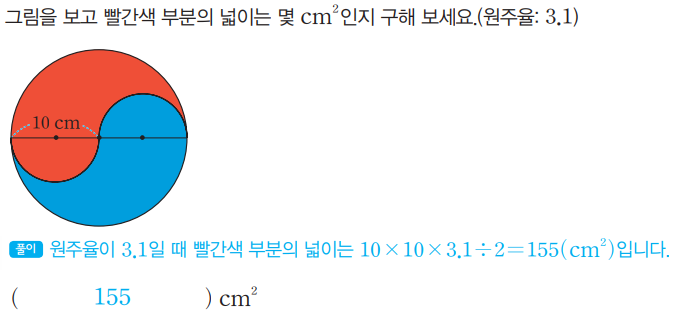 그림을 보고 빨간색 부분의 넓이는 몇 cm²인지 구해 보세요.(원주율: 3.1)
10 cm
풀이 원주율이 3.1일 때 빨간색 부분의 넓이는 10×10×3.1÷2=155(cm²)입니다.
( 155 ) cm²